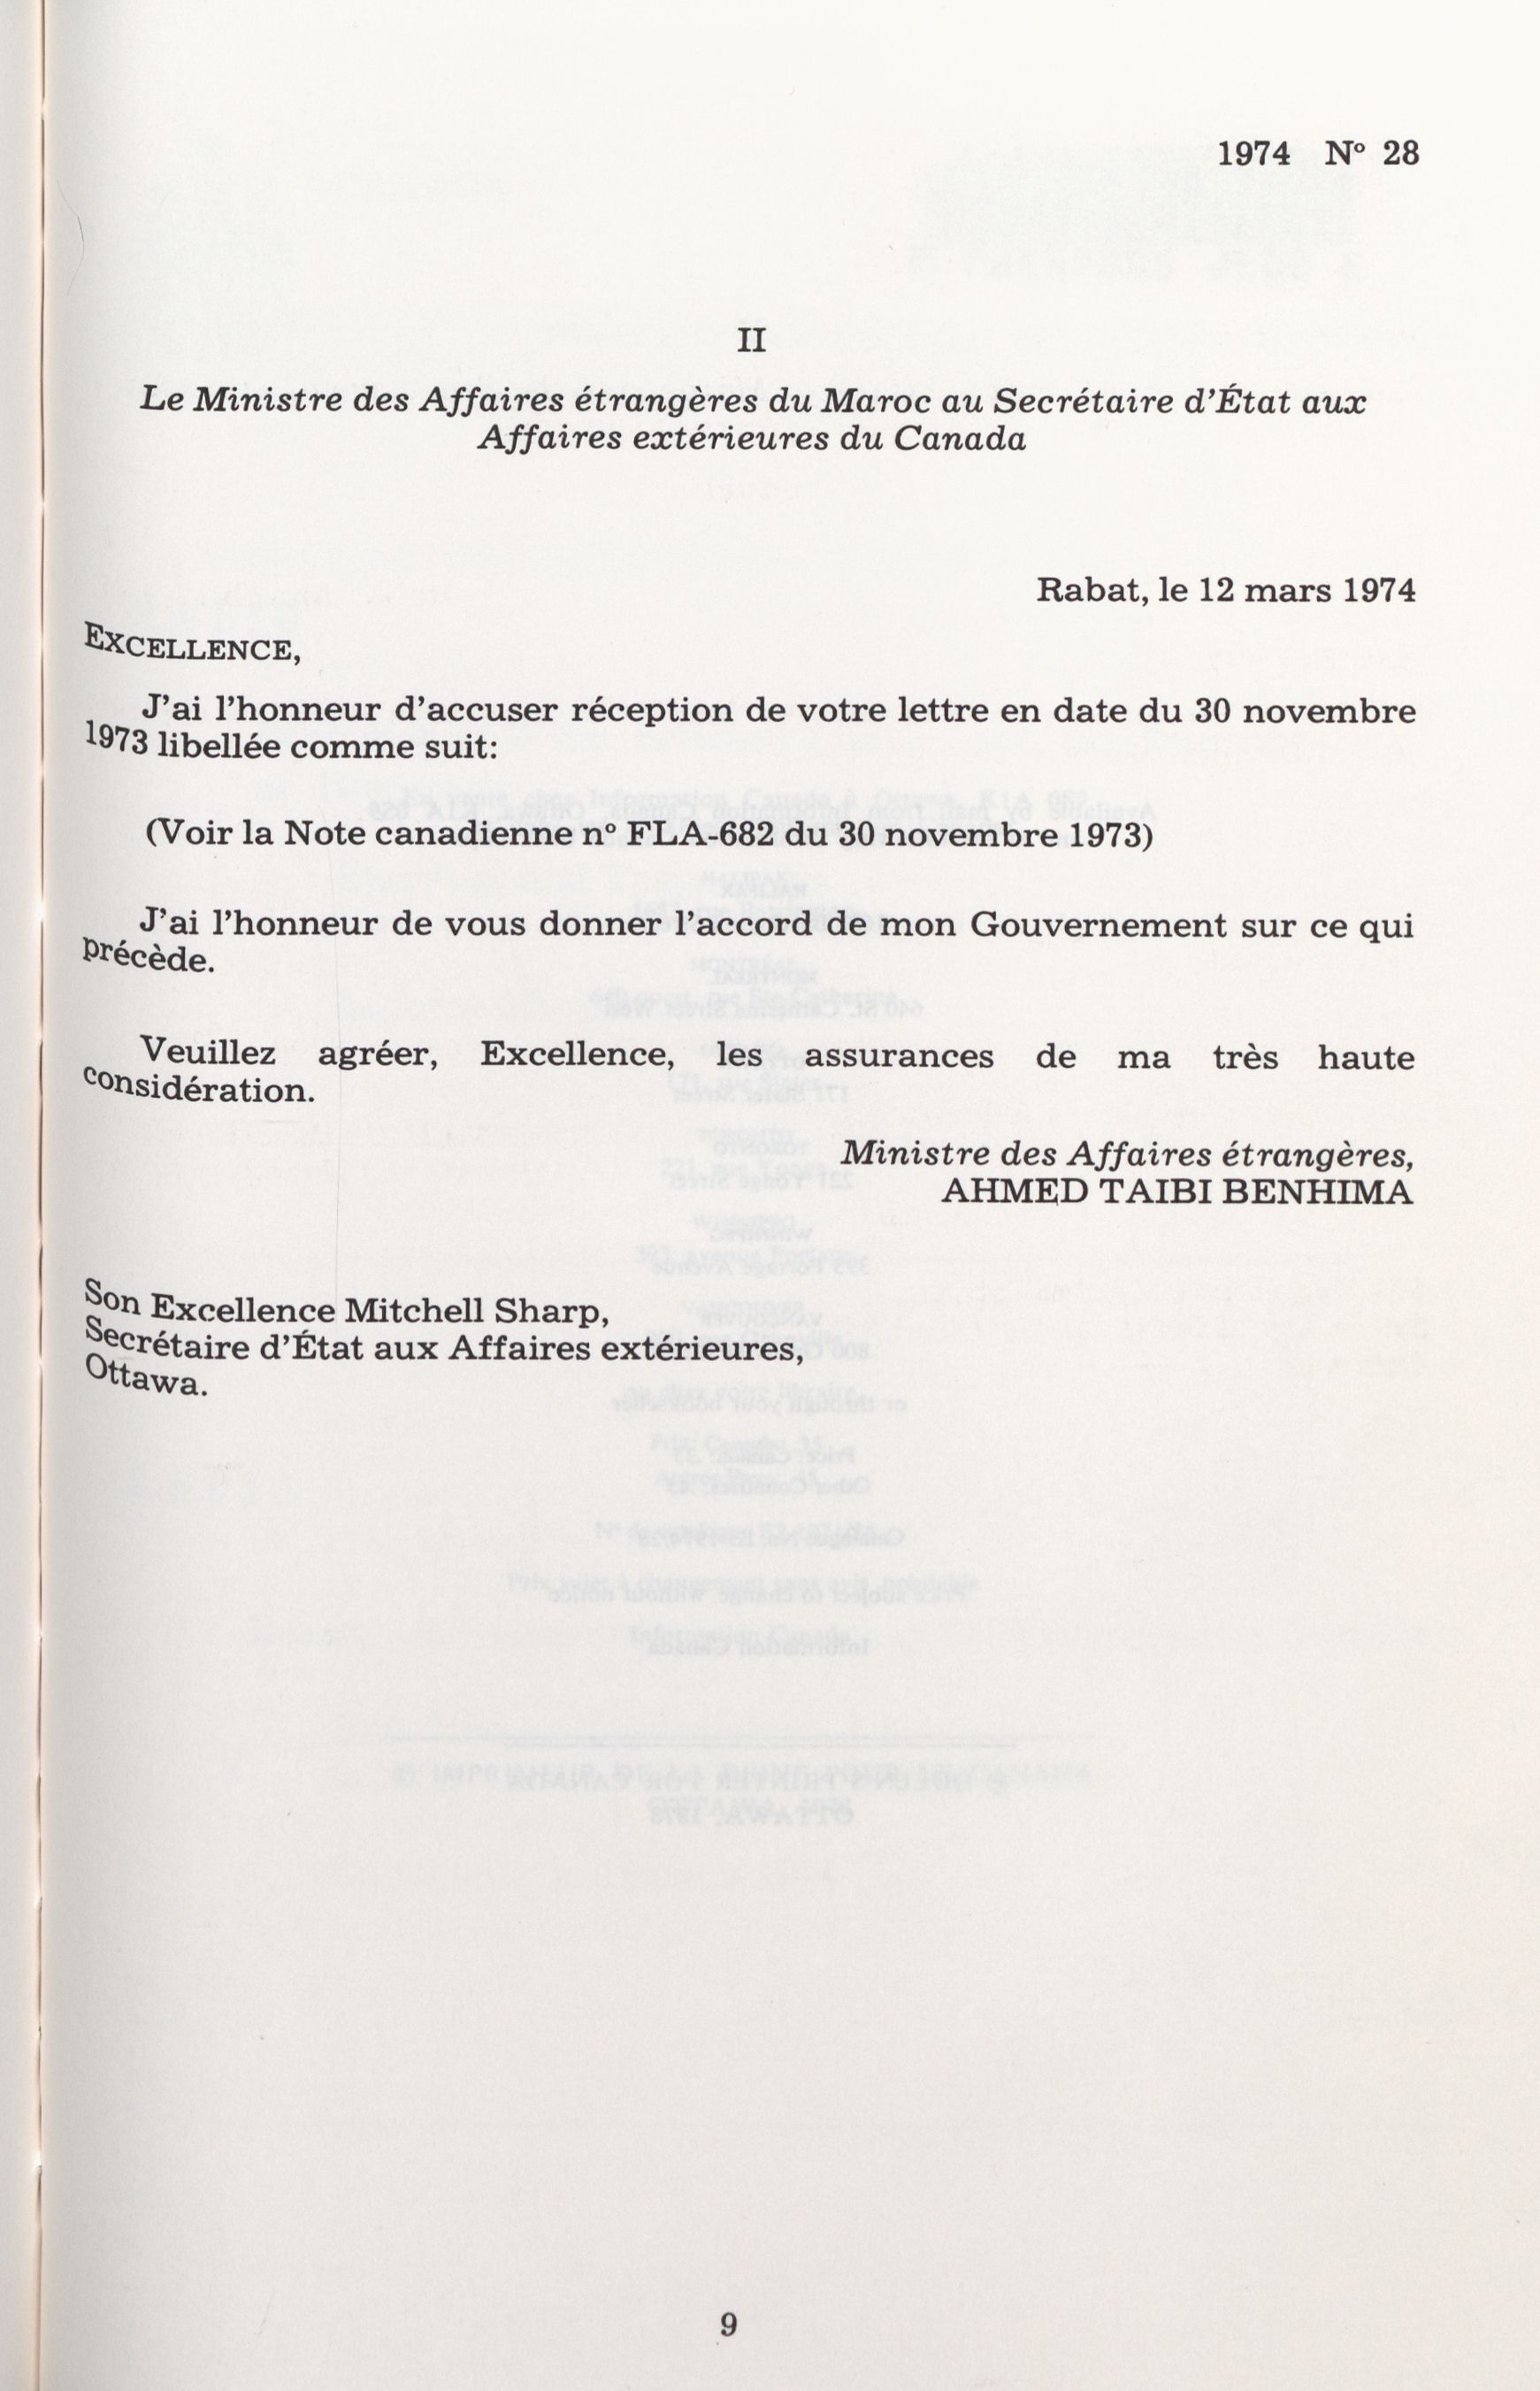 1974 Nº 28
II
Le Ministre des Affaires étrangères du Maroc au Secrétaire d'État aux
Affaires extérieures du Canada
Rabat, le 12 mars 1974
EXCELLENCE,
J'ai l'honneur d'accuser réception de votre lettre en date du 30 novembre
1973 libellée comme suit:
(Voir la Note canadienne nº FLA-682 du 30 novembre 1973)
J'ai l'honneur de vous donner l'accord de mon Gouvernement sur ce qui
précède.
Veuillez agréer, Excellence, les assurances de ma très haute
considération.
Ministre des Affaires étrangères,
AHMED TAIBI BENHIMA
Son Excellence Mitchell Sharp,
Secrétaire d'État aux Affaires extérieures,
Ottawa.
9